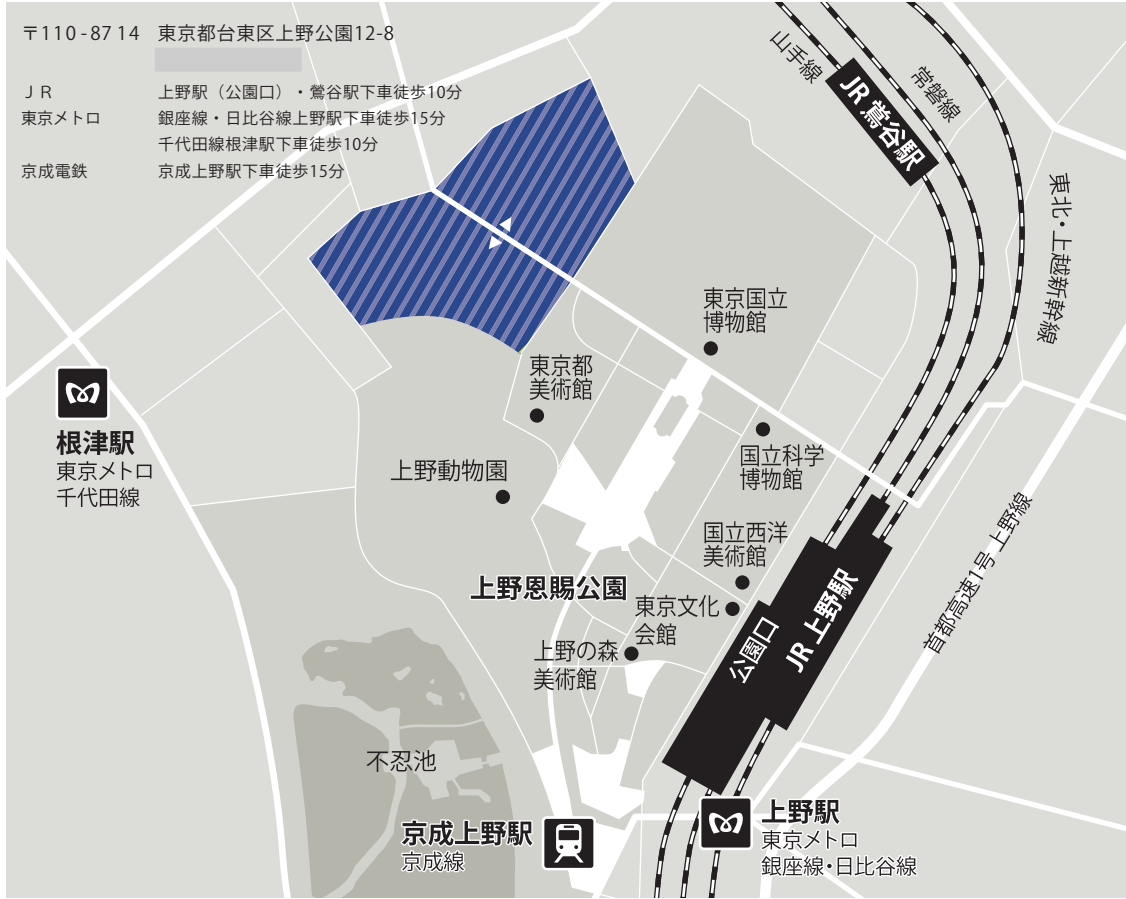 〒110-8714 東京都台東区上野公園12-8
JR 上野駅（公園口）・鶯谷駅下車徒歩10分
東京メトロ 銀座線・日比谷線上野駅下車徒歩15分
千代田線根津駅下車徒歩10分
京成電鉄 京成上野駅下車徒歩15分
山手線
JR 鶯谷駅
常磐線
東北・上越新幹線
東京国立
博物館
東京都
美術館
根津駅
東京メトロ
千代田線
国立科学
博物館
上野動物園
国立西洋
美術館
上野恩賜公園
東京文化
会館
上野の森
美術館
公園口
JR 上野駅
首都高速1号 上野線
不忍池
京成上野駅
京成線
上野駅
東京メトロ
銀座線・日比谷線